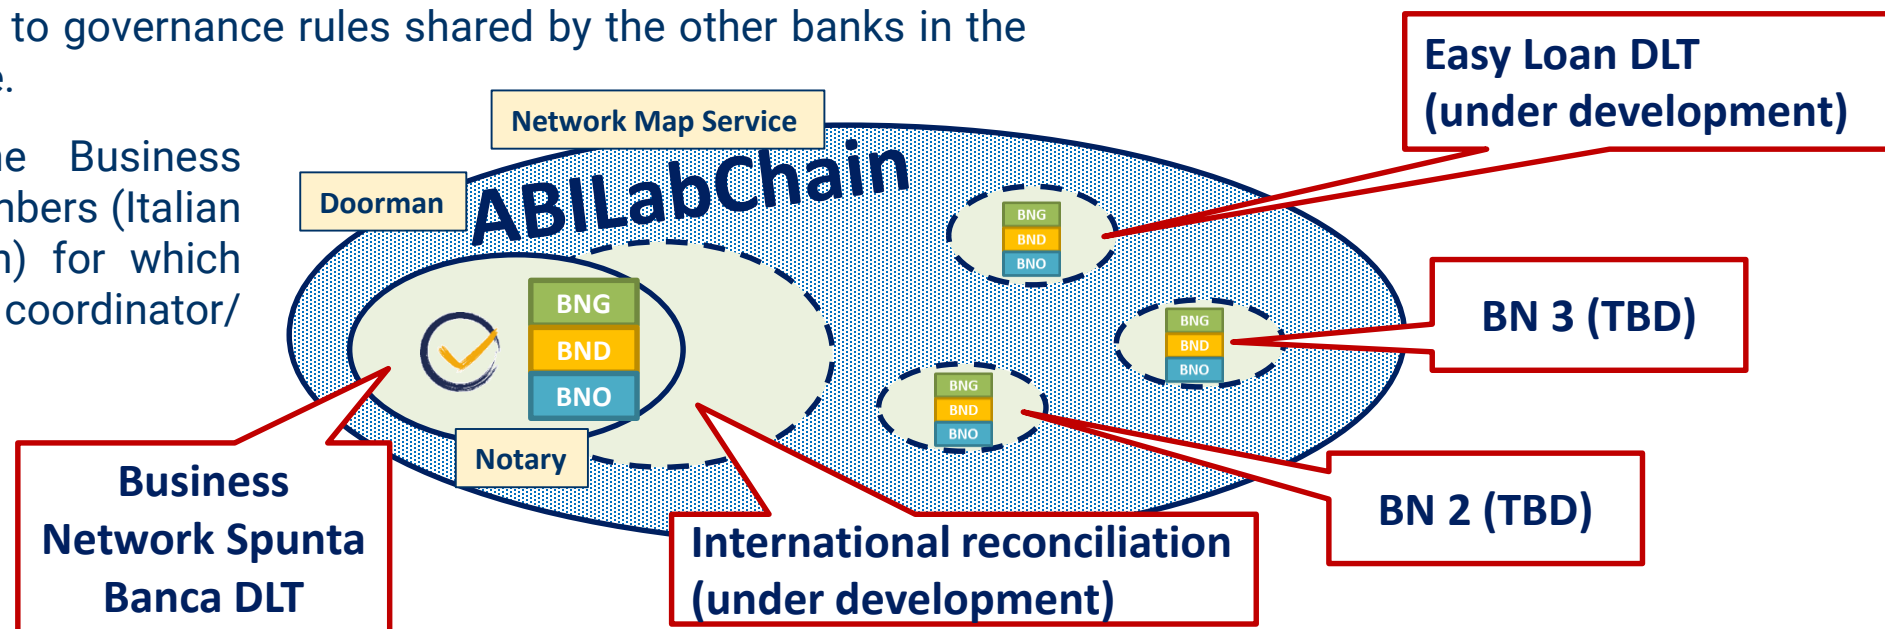 to governance rules shared by the other banks in the
Business
(Italian
for which
coordinator/
Network Map Service
Doorman
ABILabChain
BNG
BND
BNO
Notary
BNG
BND
BNO
BNG
BND
BNO
BNG
BND
BNO
Easy Loan DLT
(under development)
BN 3 (TBD)
BN 2 (TBD)
International reconciliation
(under development)
Business
Network Spunta
Banca DLT